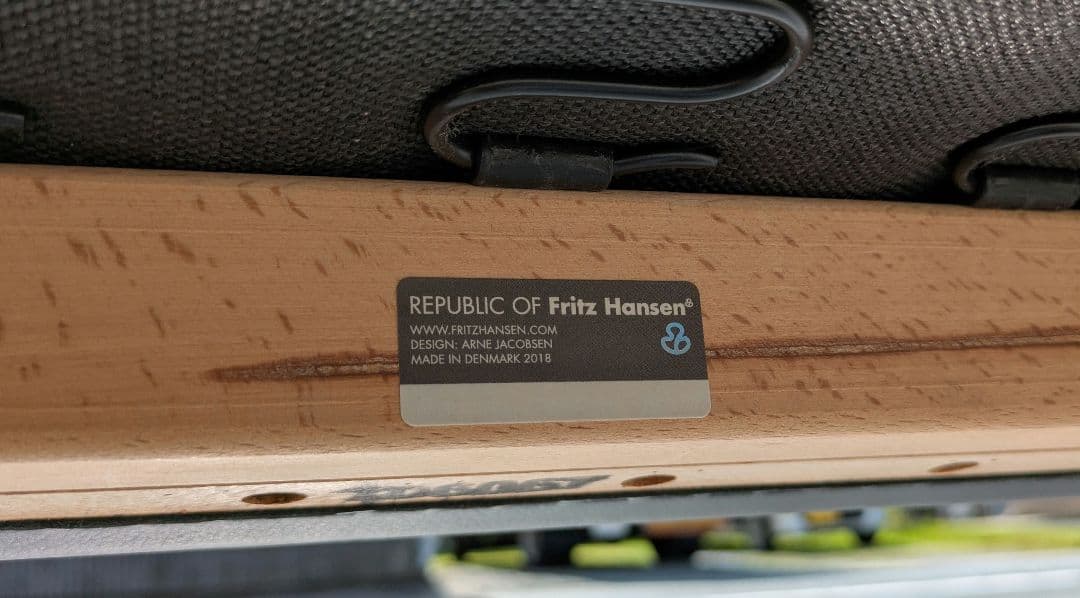 REPUBLIC OF Fritz Hansen®
WWW.FRITZHANSEN.COM
DESIGN: ARNE JACOBSEN
MADE IN DENMARK 2018